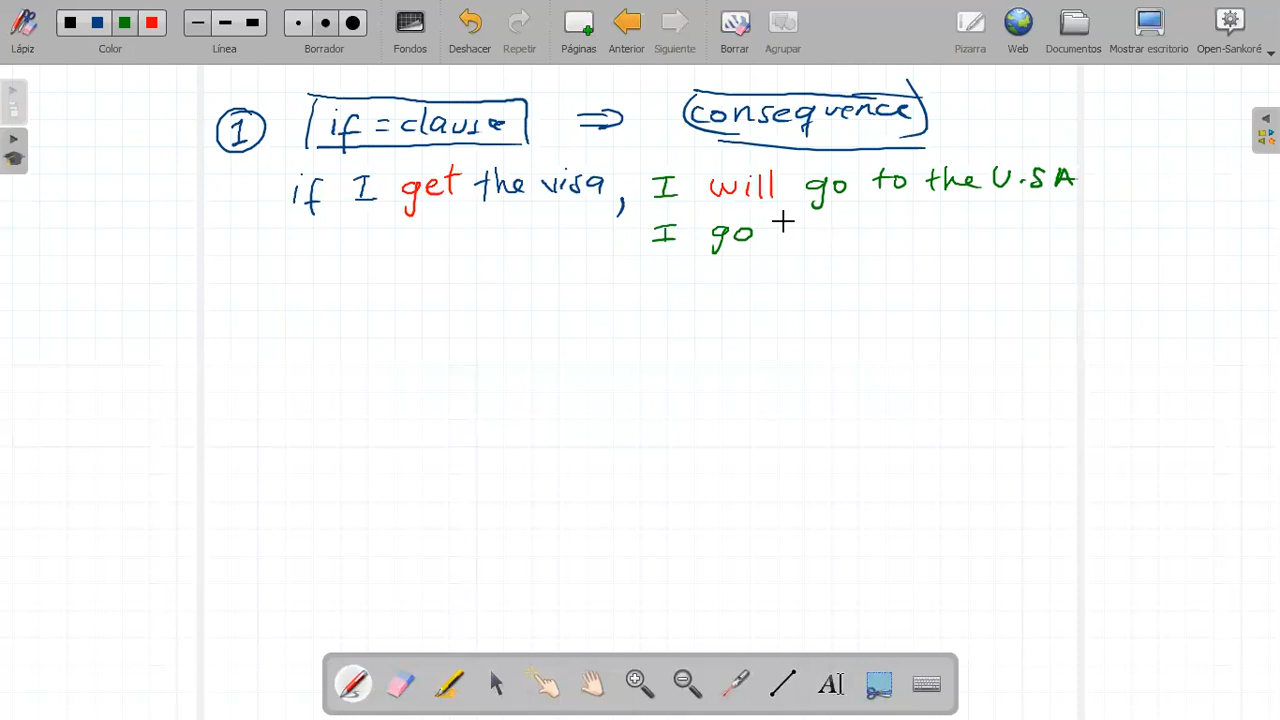 Lápiz Color Línea Borrador Fondos Deshacer Repetir Páginas Anterior Siguiente Borrar Agrupar Pizarra Web Documentos Mostrar escritorio Open-Sankoré
1 if = clause ⇒ consequence
if I get the visa, I will go to the U.S A
I go
AI